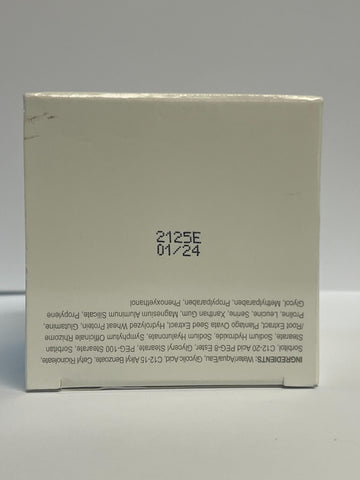 2125E
01/24
INGREDIENTS: Water/Aqua/Eau, Glycolic Acid, C12-15 Alkyl Benzoate, Cetyl Ricinoleate,
Sorbitol, C12-20 Acid PEG-8 Ester, Glyceryl Stearate, PEG-100 Stearate, Sorbitan
Stearate, Sodium Hydroxide, Sodium Hyaluronate, Symphytum Officinale Rhizome
/Root Extract, Plantago Ovata Seed Extract, Hydrolyzed Wheat Protein, Glutamine,
Proline, Leucine, Serine, Xanthan Gum, Magnesium Aluminum Silicate, Propylene
Glycol, Methylparaben, Propylparaben, Phenoxyethanol